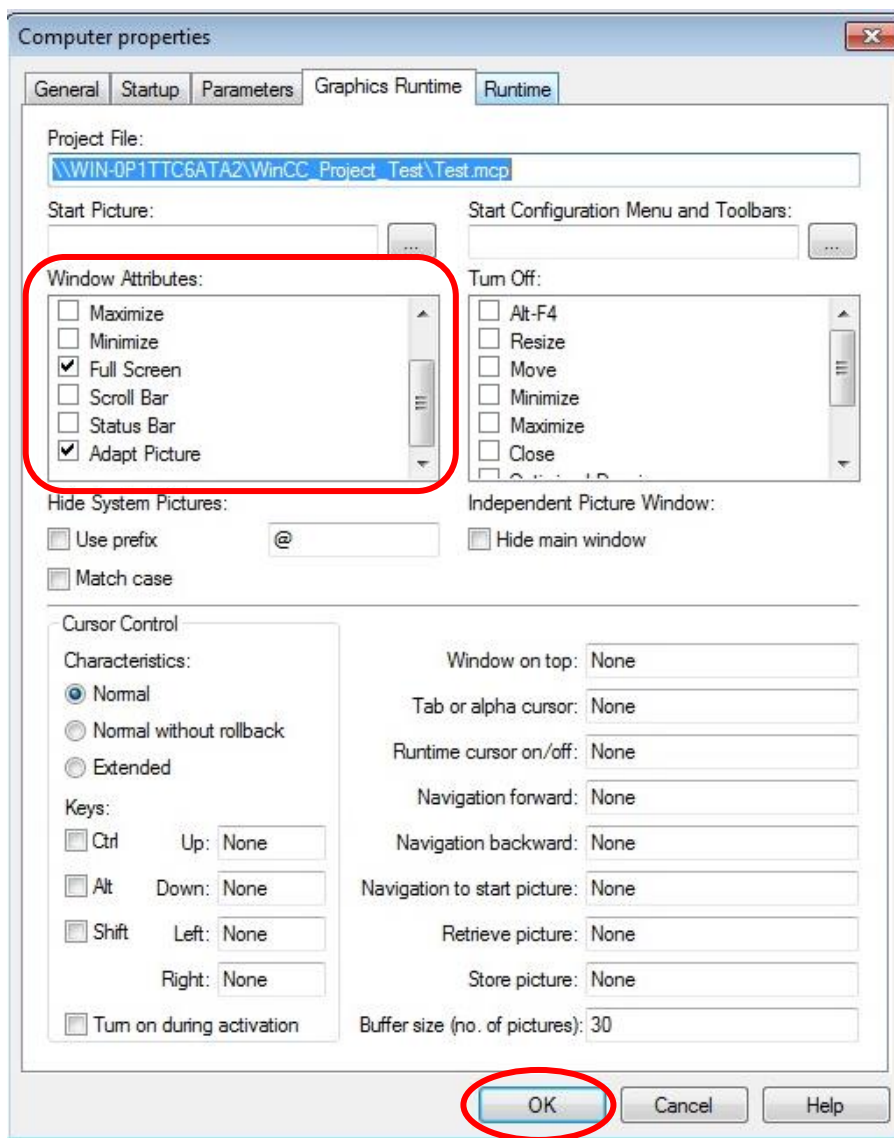 Computer properties
General Startup Parameters Graphics Runtime Runtime
Project File:
\\WIN-0P1TTC6ATA2\WinCC_Project_Test\Test.mcp
Start Picture:
...
Start Configuration Menu and Toolbars:
...
Window Attributes:
Maximize
Minimize
Full Screen
Scroll Bar
Status Bar
Adapt Picture
Turn Off:
Alt-F4
Resize
Move
Minimize
Maximize
Close
Hide System Pictures:
Use prefix @
Match case
Independent Picture Window:
Hide main window
Cursor Control
Characteristics:
Normal
Normal without rollback
Extended
Keys:
Ctrl Up: None
Alt Down: None
Shift Left: None
Right: None
Turn on during activation
Window on top: None
Tab or alpha cursor: None
Runtime cursor on/off: None
Navigation forward: None
Navigation backward: None
Navigation to start picture: None
Retrieve picture: None
Store picture: None
Buffer size (no. of pictures): 30
OK Cancel Help